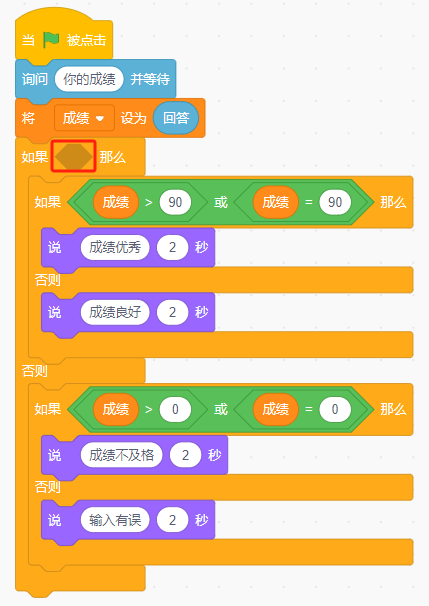 当 被点击
询问 你的成绩 并等待
将 成绩 设为 回答
如果 那么
如果 成绩 > 90 或 成绩 = 90 那么
说 成绩优秀 2 秒
否则
说 成绩良好 2 秒
否则
如果 成绩 > 0 或 成绩 = 0 那么
说 成绩不及格 2 秒
否则
说 输入有误 2 秒